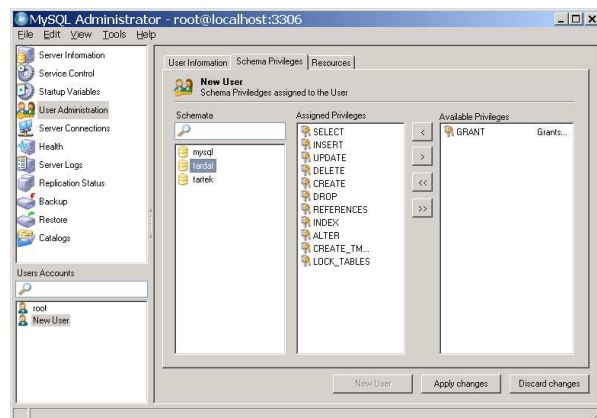 MySQL Administrator - root@localhost:3306
File Edit View Tools Help
Server Information
Service Control
Startup Variables
User Administration
Server Connections
Health
Server Logs
Replication Status
Backup
Restore
Catalogs
Users Accounts
root
New User
User Information Schema Privileges Resources
New User
Schema Priviledges assigned to the User
Schemata
mysql
tardat
tartek
Assigned Privileges
SELECT
INSERT
UPDATE
DELETE
CREATE
DROP
REFERENCES
INDEX
ALTER
CREATE_TM...
LOCK_TABLES
<
>
<<
>>
Available Privileges
GRANT Grants...
New User Apply changes Discard changes